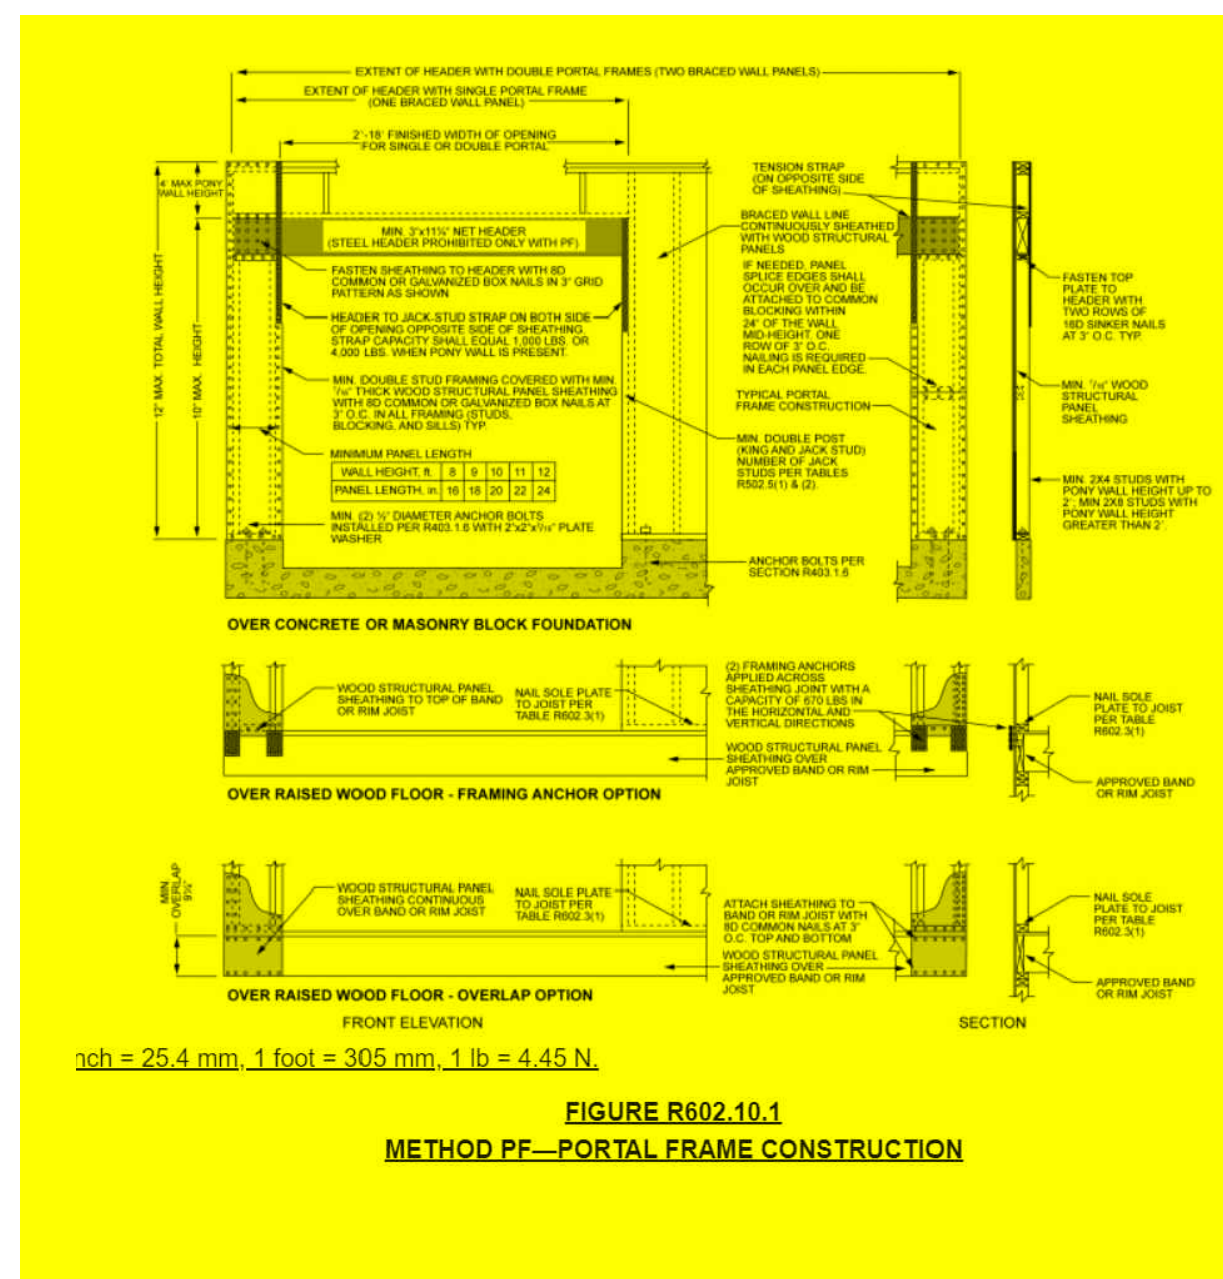 EXTENT OF HEADER WITH DOUBLE PORTAL FRAMES (TWO BRACED WALL PANELS)
EXTENT OF HEADER WITH SINGLE PORTAL FRAME
(ONE BRACED WALL PANEL)
2'-18' FINISHED WIDTH OF OPENING
FOR SINGLE OR DOUBLE PORTAL
4' MAX PONY
WALL HEIGHT
12' MAX. TOTAL WALL HEIGHT
10' MAX. HEIGHT
MIN. 3"x11¼" NET HEADER
(STEEL HEADER PROHIBITED ONLY WITH PF)
FASTEN SHEATHING TO HEADER WITH 8D
COMMON OR GALVANIZED BOX NAILS IN 3" GRID
PATTERN AS SHOWN
HEADER TO JACK-STUD STRAP ON BOTH SIDE
OF OPENING OPPOSITE SIDE OF SHEATHING.
STRAP CAPACITY SHALL EQUAL 1,000 LBS. OR
4,000 LBS. WHEN PONY WALL IS PRESENT.
MIN. DOUBLE STUD FRAMING COVERED WITH MIN.
7/16" THICK WOOD STRUCTURAL PANEL SHEATHING
WITH 8D COMMON OR GALVANIZED BOX NAILS AT
3" O.C. IN ALL FRAMING (STUDS,
BLOCKING, AND SILLS) TYP.
MINIMUM PANEL LENGTH
WALL HEIGHT, ft. 8 9 10 11 12
PANEL LENGTH, in. 16 18 20 22 24
MIN. (2) ½" DIAMETER ANCHOR BOLTS
INSTALLED PER R403.1.6 WITH 2"x2"x3/16" PLATE
WASHER
TENSION STRAP
(ON OPPOSITE SIDE
OF SHEATHING)
BRACED WALL LINE
CONTINUOUSLY SHEATHED
WITH WOOD STRUCTURAL
PANELS
IF NEEDED, PANEL
SPLICE EDGES SHALL
OCCUR OVER AND BE
ATTACHED TO COMMON
BLOCKING WITHIN
24" OF THE WALL
MID-HEIGHT. ONE
ROW OF 3" O.C.
NAILING IS REQUIRED
IN EACH PANEL EDGE.
TYPICAL PORTAL
FRAME CONSTRUCTION
MIN. DOUBLE POST
(KING AND JACK STUD)
NUMBER OF JACK
STUDS PER TABLES
R502.5(1) & (2).
ANCHOR BOLTS PER
SECTION R403.1.6
FASTEN TOP
PLATE TO
HEADER WITH
TWO ROWS OF
16D SINKER NAILS
AT 3" O.C. TYP.
MIN. 7/16" WOOD
STRUCTURAL
PANEL
SHEATHING
MIN. 2X4 STUDS WITH
PONY WALL HEIGHT UP TO
2'; MIN 2X6 STUDS WITH
PONY WALL HEIGHT
GREATER THAN 2'.
OVER CONCRETE OR MASONRY BLOCK FOUNDATION
WOOD STRUCTURAL PANEL
SHEATHING TO TOP OF BAND
OR RIM JOIST
NAIL SOLE PLATE
TO JOIST PER
TABLE R602.3(1)
(2) FRAMING ANCHORS
APPLIED ACROSS
SHEATHING JOINT WITH A
CAPACITY OF 670 LBS IN
THE HORIZONTAL AND
VERTICAL DIRECTIONS
WOOD STRUCTURAL PANEL
SHEATHING OVER
APPROVED BAND OR RIM
JOIST
NAIL SOLE
PLATE TO JOIST
PER TABLE
R602.3(1)
APPROVED BAND
OR RIM JOIST
OVER RAISED WOOD FLOOR - FRAMING ANCHOR OPTION
MIN.
OVERLAP
9¼"
WOOD STRUCTURAL PANEL
SHEATHING CONTINUOUS
OVER BAND OR RIM JOIST
NAIL SOLE PLATE
TO JOIST PER
TABLE R602.3(1)
ATTACH SHEATHING TO
BAND OR RIM JOIST WITH
8D COMMON NAILS AT 3"
O.C. TOP AND BOTTOM
WOOD STRUCTURAL PANEL
SHEATHING OVER
APPROVED BAND OR RIM
JOIST
NAIL SOLE
PLATE TO JOIST
PER TABLE
R602.3(1)
APPROVED BAND
OR RIM JOIST
OVER RAISED WOOD FLOOR - OVERLAP OPTION
FRONT ELEVATION
SECTION
nch = 25.4 mm, 1 foot = 305 mm, 1 lb = 4.45 N.
FIGURE R602.10.1
METHOD PF—PORTAL FRAME CONSTRUCTION